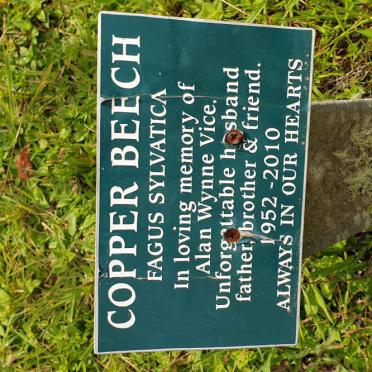 COPPER BEECH
FAGUS SYLVATICA
In loving memory of
Alan Wynne Vice.
Unforgettable husband
father, brother & friend.
1952 - 2010
ALWAYS IN OUR HEARTS